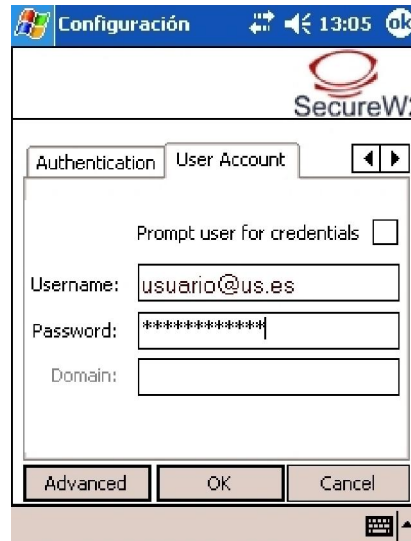 Configuración 13:05 ok
SecureW2
Authentication User Account
Prompt user for credentials
Username: usuario@us.es
Password: ************
Domain:
Advanced OK Cancel